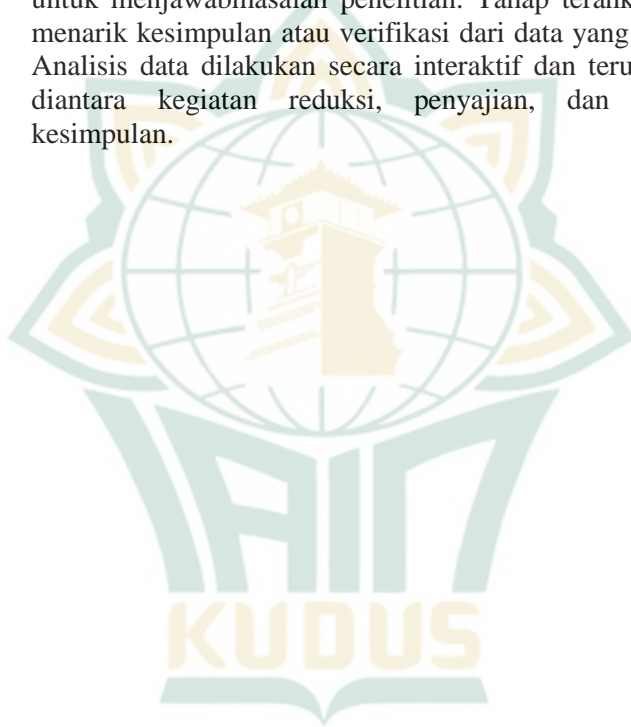 untuk menjawabmasalah penelitian. Tahap
menarik kesimpulan atau verifikasi dari data yang
Analisis data dilakukan secara interaktif dan
diantara kegiatan reduksi, penyajian, dan
kesimpulan.
IAIN
KUDUS